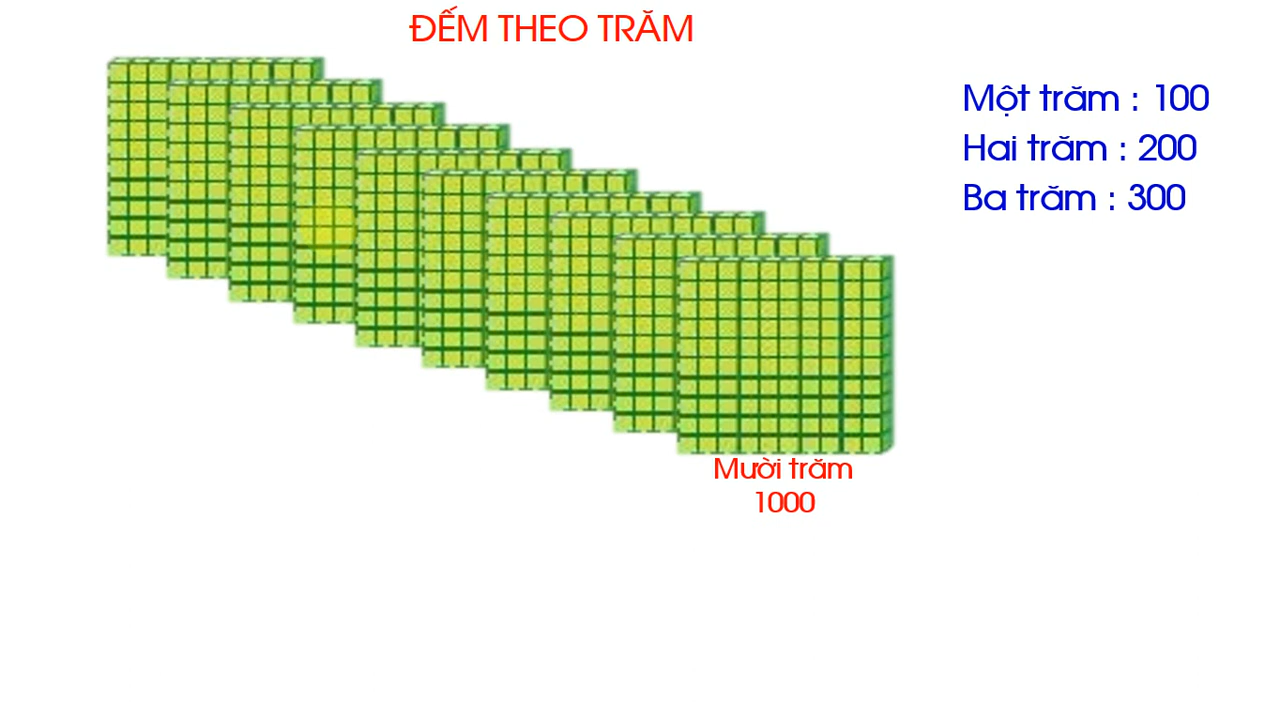 ĐẾM THEO TRĂM
Một trăm : 100
Hai trăm : 200
Ba trăm : 300
Mười trăm
1000